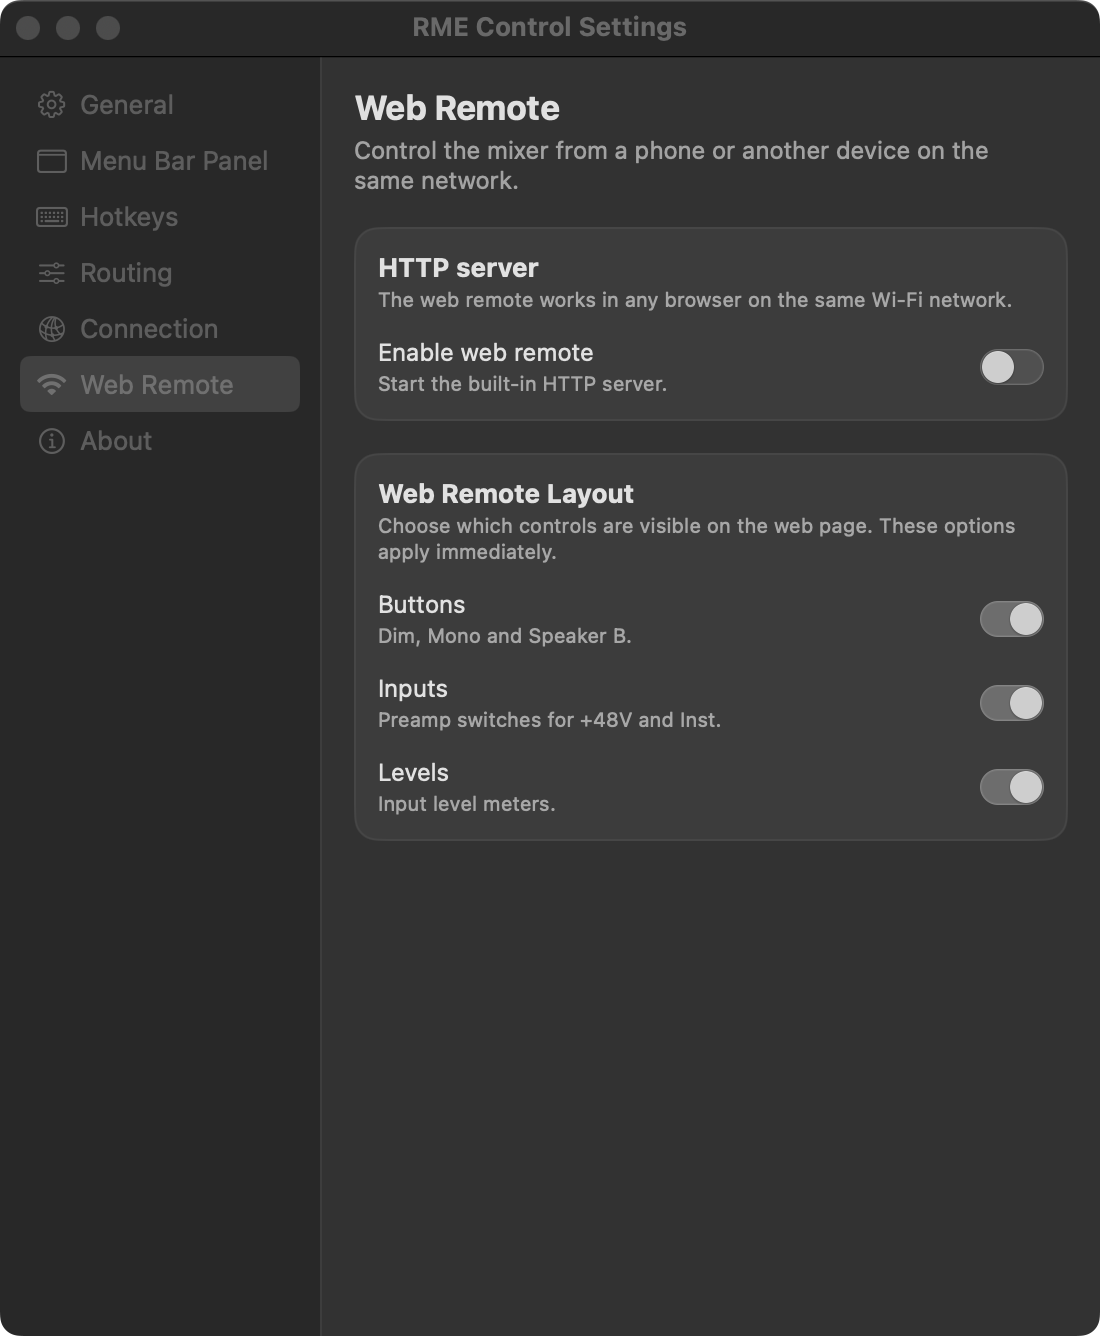 RME Control Settings
General
Menu Bar Panel
Hotkeys
Routing
Connection
Web Remote
About
Web Remote
Control the mixer from a phone or another device on the
same network.
HTTP server
The web remote works in any browser on the same Wi-Fi network.
Enable web remote
Start the built-in HTTP server.
Web Remote Layout
Choose which controls are visible on the web page. These options
apply immediately.
Buttons
Dim, Mono and Speaker B.
Inputs
Preamp switches for +48V and Inst.
Levels
Input level meters.